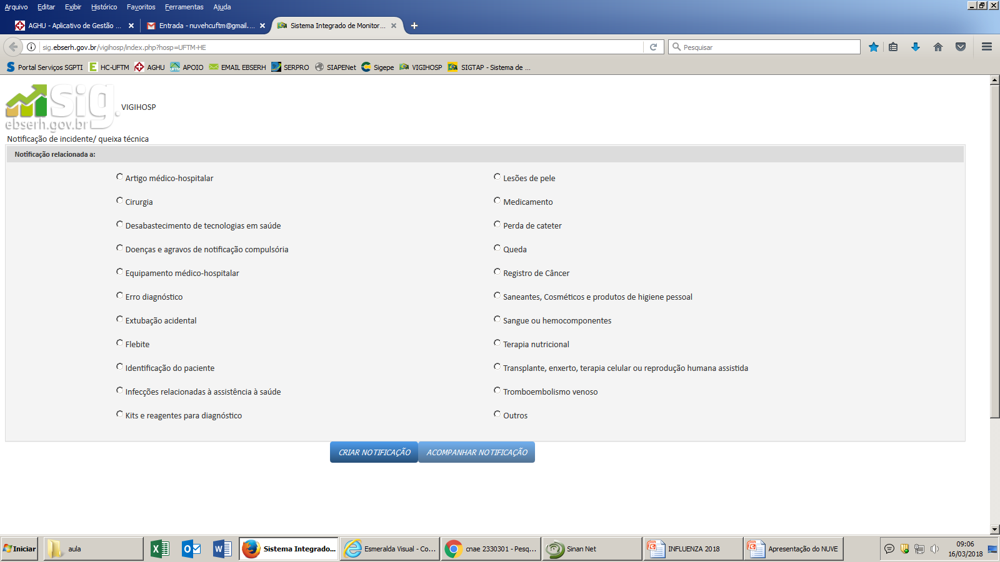 Arquivo Editar Exibir Histórico Favoritos Ferramentas Ajuda
AGHU - Aplicativo de Gestão ... Entrada - nuvehcuftm@gmail.... Sistema Integrado de Monitor...
sig.ebserh.gov.br/vigihosp/index.php?hosp=UFTM-HE Pesquisar
Portal Serviços SGPTI HC-UFTM AGHU APOIO EMAIL EBSERH SERPRO SIAPENet Sigepe VIGIHOSP SIGTAP - Sistema de ...
Sig.
ebserh.gov.br
VIGIHOSP
Notificação de incidente/ queixa técnica
Notificação relacionada a:
Artigo médico-hospitalar Lesões de pele
Cirurgia Medicamento
Desabastecimento de tecnologias em saúde Perda de cateter
Doenças e agravos de notificação compulsória Queda
Equipamento médico-hospitalar Registro de Câncer
Erro diagnóstico Saneantes, Cosméticos e produtos de higiene pessoal
Extubação acidental Sangue ou hemocomponentes
Flebite Terapia nutricional
Identificação do paciente Transplante, enxerto, terapia celular ou reprodução humana assistida
Infecções relacionadas à assistência à saúde Tromboembolismo venoso
Kits e reagentes para diagnóstico Outros
CRIAR NOTIFICAÇÃO ACOMPANHAR NOTIFICAÇÃO
Iniciar aula Sistema Integrado... Esmeralda Visual - Co... cnae 2330301 - Pesq... Sinan Net INFLUENZA 2018 Apresentação do NUVE 09:06
16/03/2018